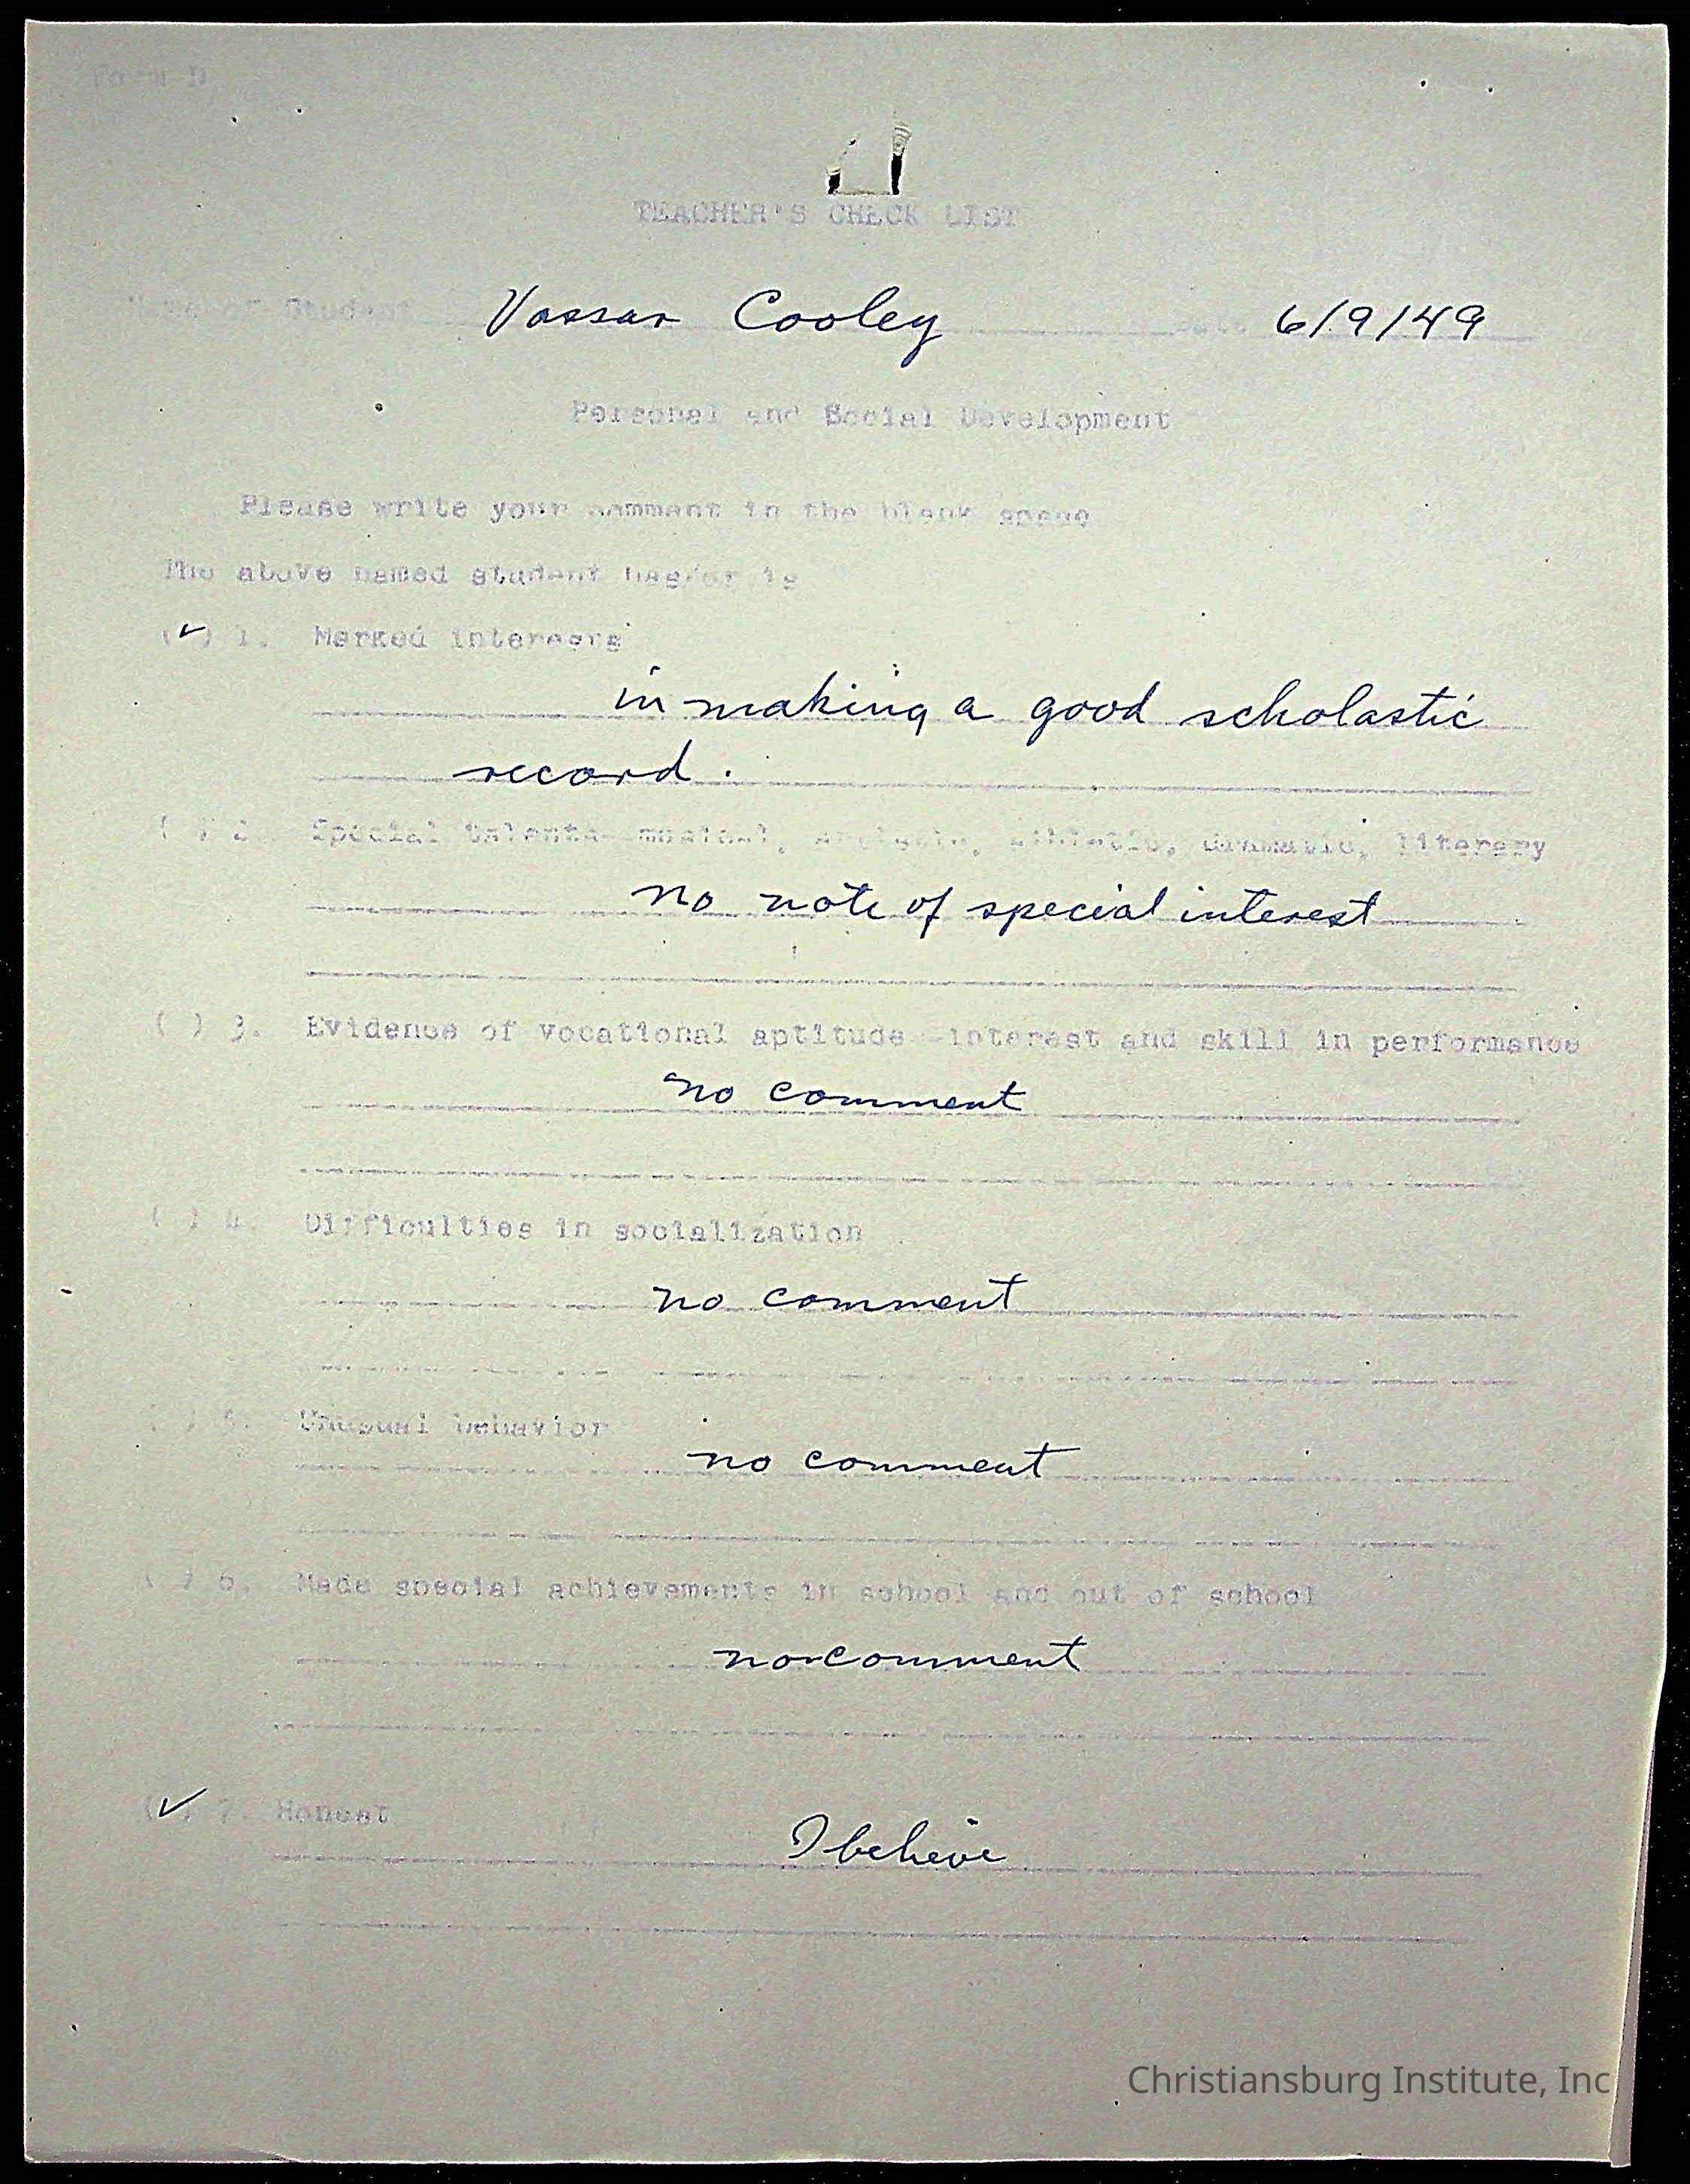 Form D
TEACHER'S CHECK LIST
Name of Student Vassar Cooley Date 6/9/49
Personal and Social Development
Please write your comment in the blank space
The above named student has/or is
(✓) 1. Marked interests
in making a good scholastic
record.
( ) 2. Special talents- musical, artistic, athletic, dramatic, literary
no note of special interest
( ) 3. Evidence of vocational aptitude -interest and skill in performance
no comment
( ) 4. Difficulties in socialization
no comment
( ) 5. Unusual behavior
no comment
( ) 6. Made special achievements in school and out of school
no comment
(✓) 7. Honest
I believe
Christiansburg Institute, Inc